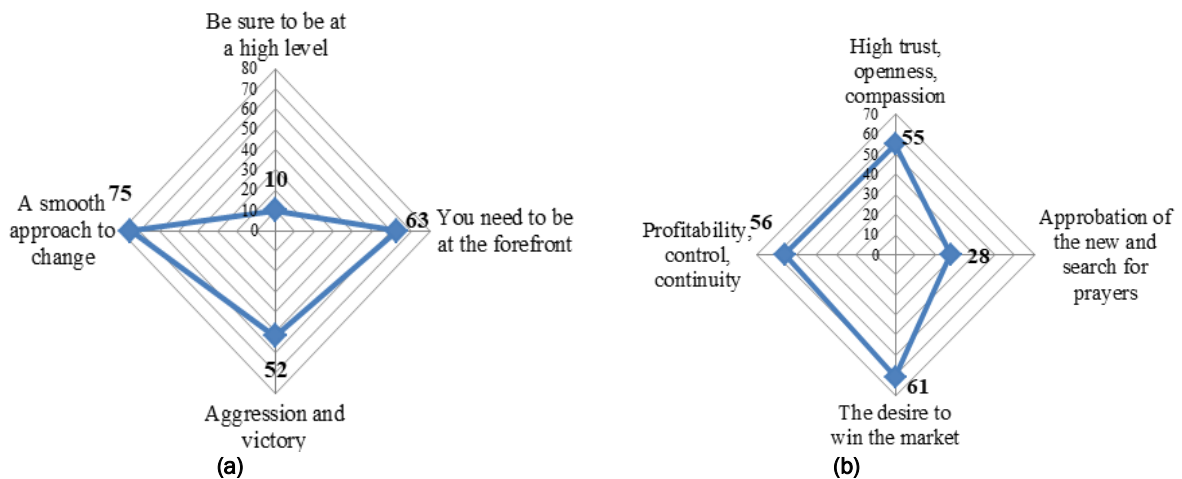 Be sure to be at
a high level
80
70
60
50
40
30
20
10
0
10
A smooth
approach to
change
75
63
You need to be
at the forefront
52
Aggression and
victory
(a)
High trust,
openness,
compassion
70
60
50
40
30
20
10
0
55
Profitability,
control,
continuity
56
28
Approbation of
the new and
search for
prayers
61
The desire to
win the market
(b)